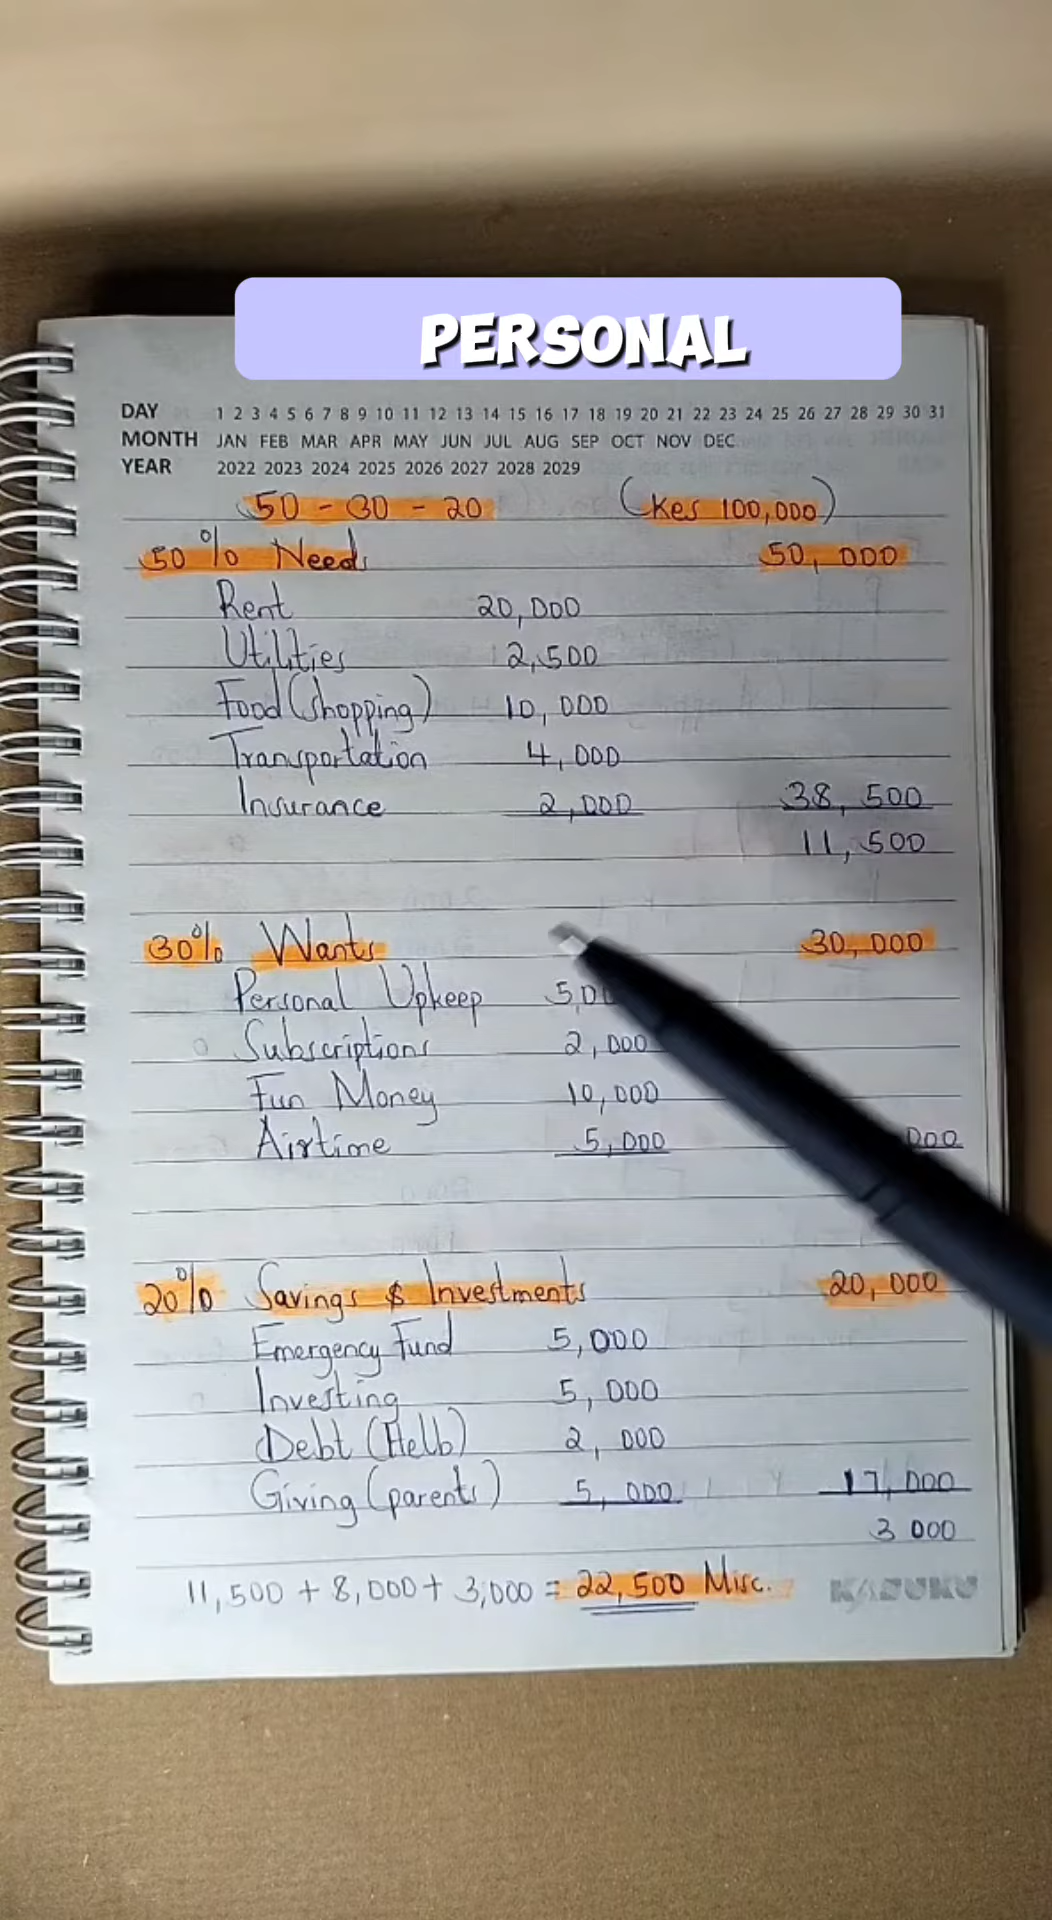 PERSONAL
DAY 1 2 3 4 5 6 7 8 9 10 11 12 13 14 15 16 17 18 19 20 21 22 23 24 25 26 27 28 29 30 31
MONTH JAN FEB MAR APR MAY JUN JUL AUG SEP OCT NOV DEC
YEAR 2022 2023 2024 2025 2026 2027 2028 2029
50 - 30 - 20 (Kes 100,000)
50% Needs 50,000
Rent 20,000
Utilities 2,500
Food (shopping) 10,000
Transportation 4,000
Insurance 2,000 38,500
11,500
30% Wants 30,000
Personal Upkeep
Subscriptions 2,000
Fun Money 10,000
Airtime 5,000
20% Savings & Investments 20,000
Emergency Fund 5,000
Investing 5,000
Debt (Helb) 2,000
Giving (parents) 5,000 17,000
3 000
11,500 + 8,000 + 3,000 = 22,500 Misc.
KASUKU